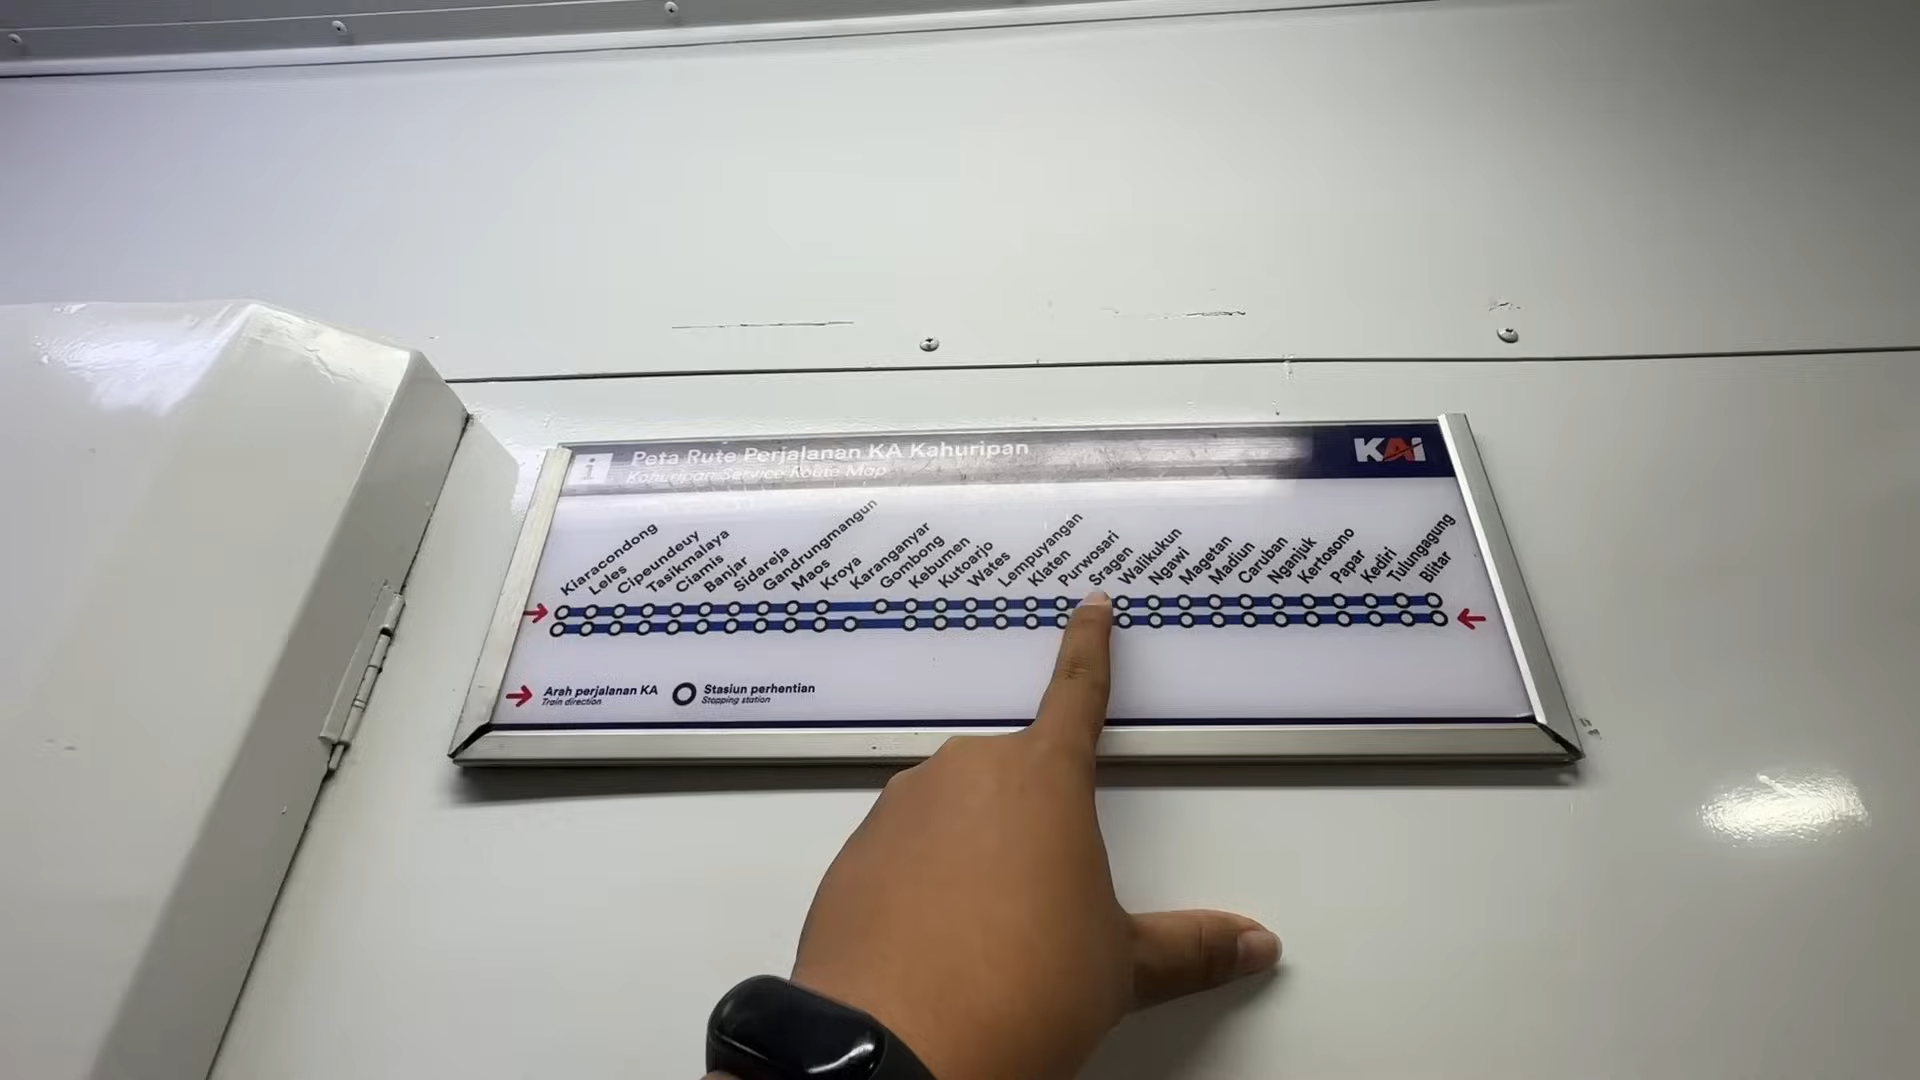 i
Peta Rute Perjalanan KA Kahuripan
Kahuripan Service Route Map
KAI
Kiaracondong
Leles
Cipeundeuy
Tasikmalaya
Ciamis
Banjar
Sidareja
Gandrungmangun
Maos
Kroya
Karanganyar
Gombong
Kebumen
Kutoarjo
Wates
Lempuyangan
Klaten
Purwosari
Sragen
Walikukun
Ngawi
Magetan
Madiun
Caruban
Nganjuk
Kertosono
Papar
Kediri
Tulungagung
Blitar
Arah perjalanan KA
Train direction
Stasiun perhentian
Stopping station